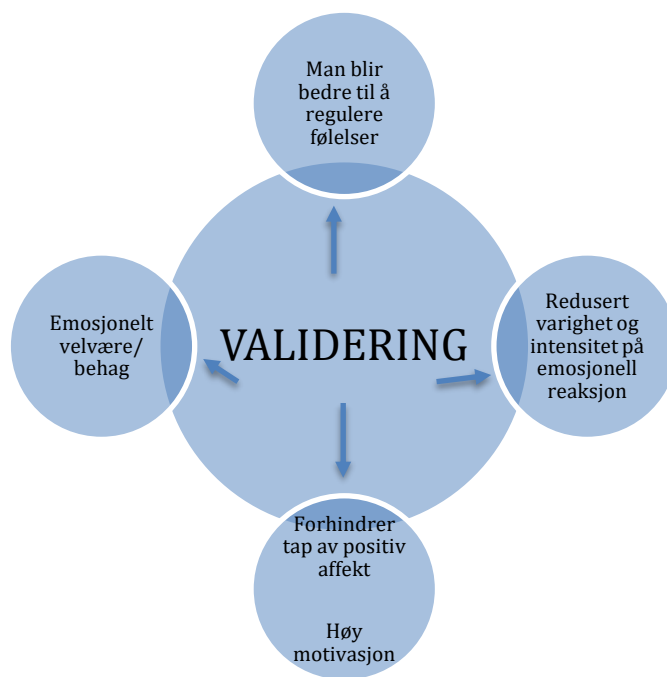 Man blir
bedre til å
regulere
følelser
Emosjonelt
velvære/
behag
VALIDERING
Redusert
varighet og
intensitet på
emosjonell
reaksjon
Forhindrer
tap av positiv
affekt
Høy
motivasjon